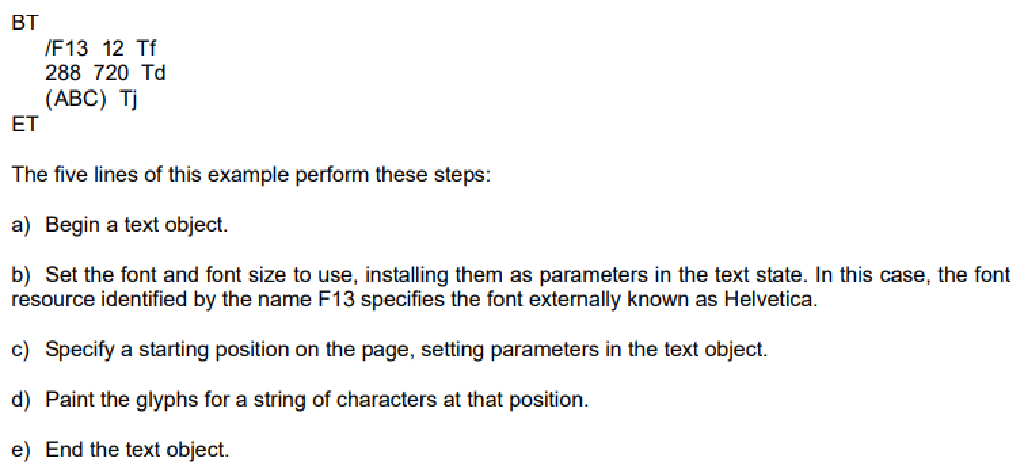 BT
/F13 12 Tf
288 720 Td
(ABC) Tj
ET
The five lines of this example perform these steps:
a) Begin a text object.
b) Set the font and font size to use, installing them as parameters in the text state. In this case, the font
resource identified by the name F13 specifies the font externally known as Helvetica.
c) Specify a starting position on the page, setting parameters in the text object.
d) Paint the glyphs for a string of characters at that position.
e) End the text object.